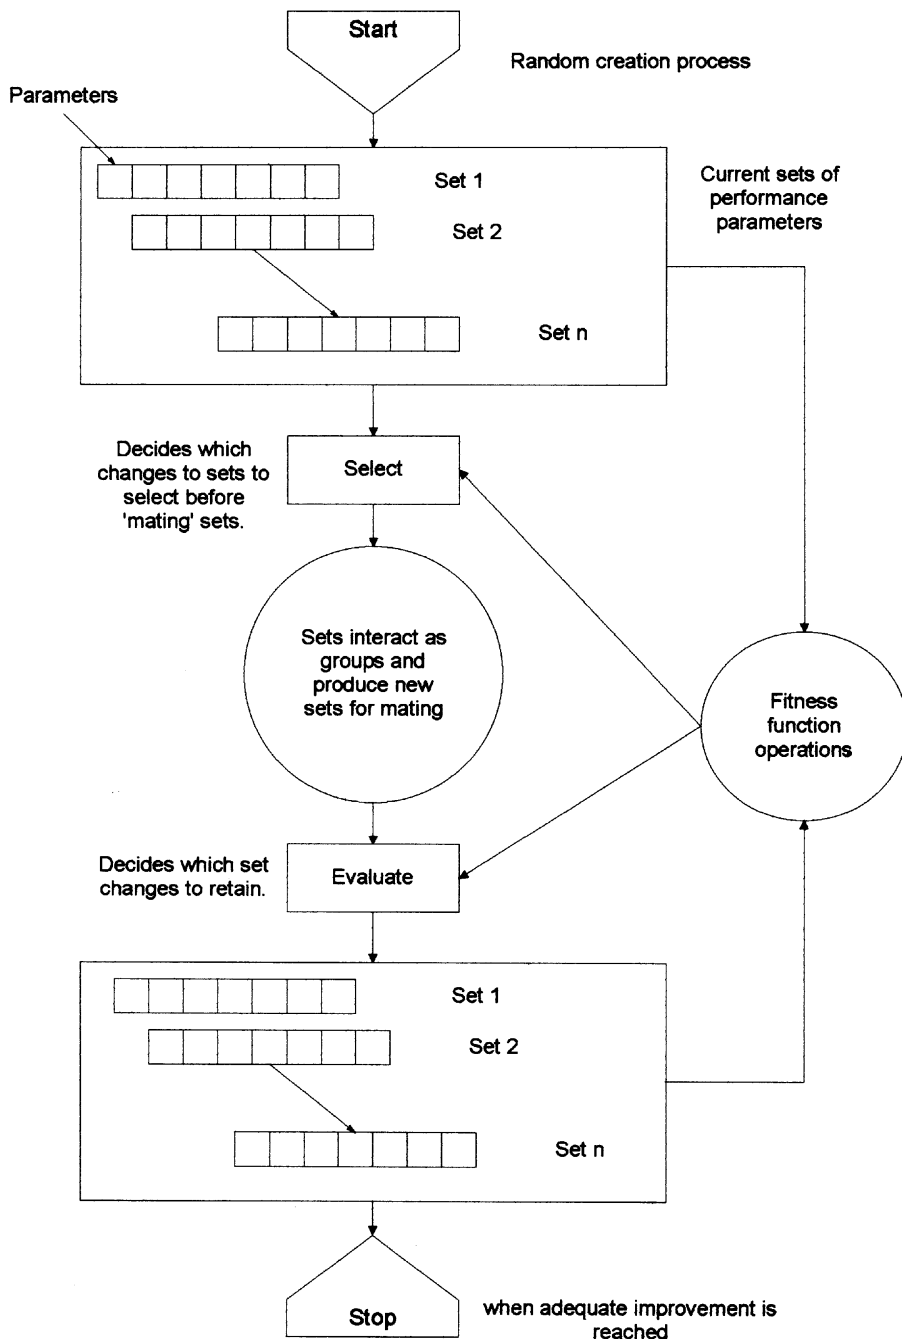 Start
Random creation process
Parameters
Set 1
Current sets of
performance
parameters
Set 2
Set n
Decides which
changes to sets to
select before
'mating' sets.
Select
Sets interact as
groups and
produce new
sets for mating
Fitness
function
operations
Decides which set
changes to retain.
Evaluate
Set 1
Set 2
Set n
Stop
when adequate improvement is
reached